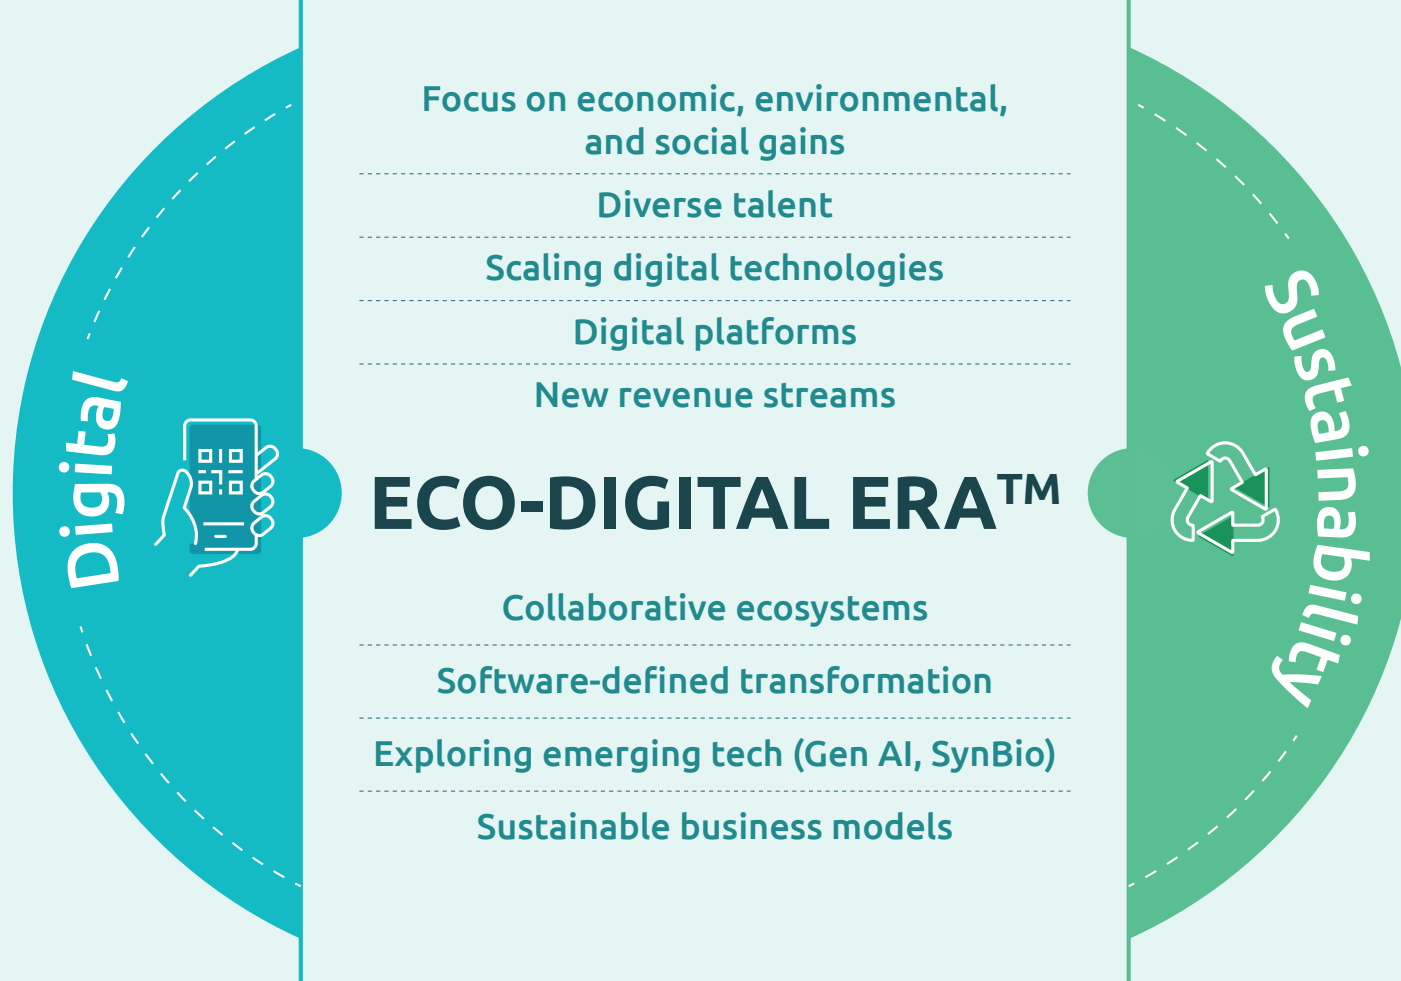 Focus on economic, environmental,
and social gains
Diverse talent
Scaling digital technologies
Digital platforms
New revenue streams
Digital
ECO-DIGITAL ERA™
Sustainability
Collaborative ecosystems
Software-defined transformation
Exploring emerging tech (Gen AI, SynBio)
Sustainable business models